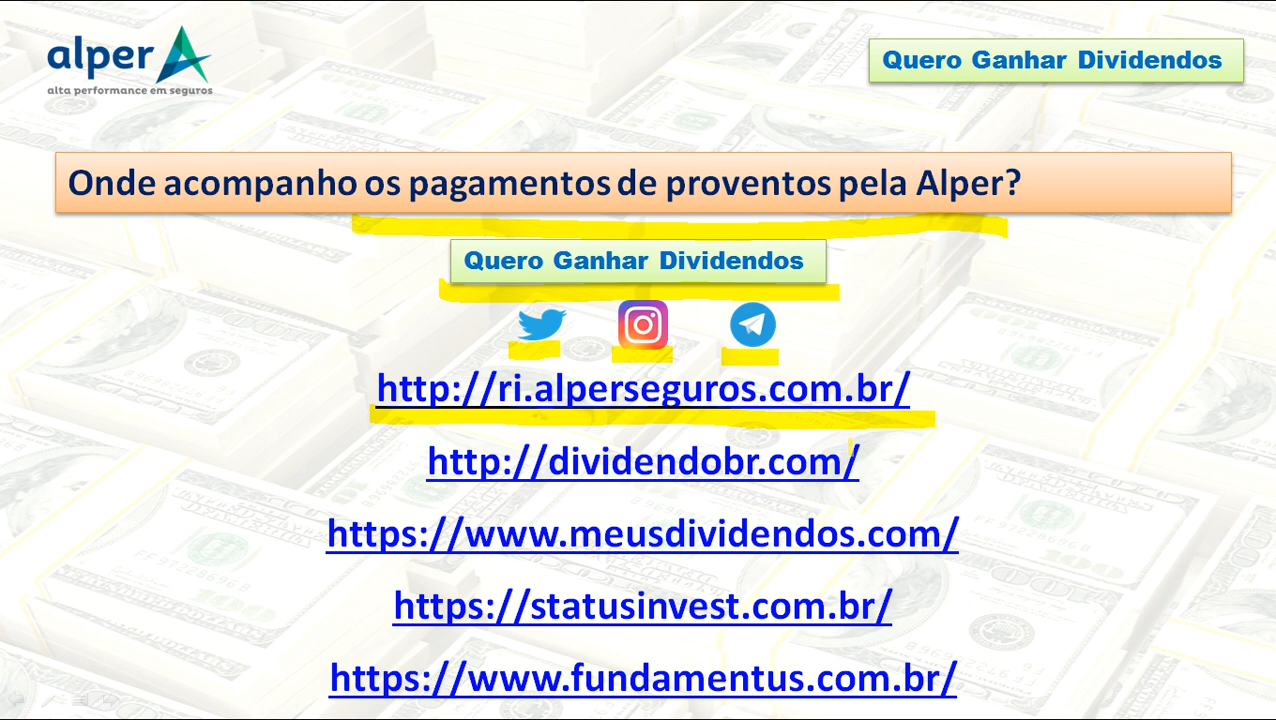 alper
alta performance em seguros
Quero Ganhar Dividendos
Onde acompanho os pagamentos de proventos pela Alper?
Quero Ganhar Dividendos
http://ri.alperseguros.com.br/
http://dividendobr.com/
https://www.meusdividendos.com/
https://statusinvest.com.br/
https://www.fundamentus.com.br/